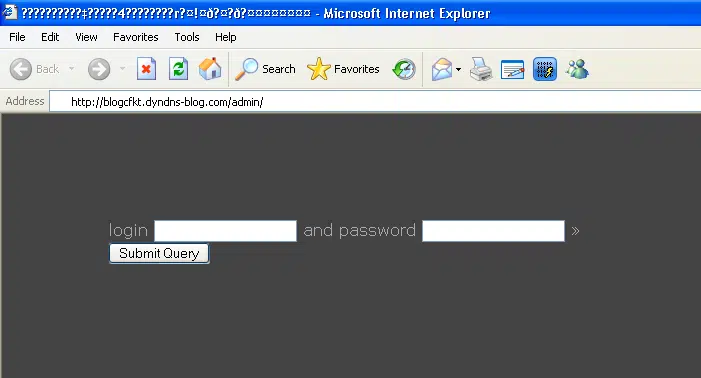 ??????????‡?????4????????r?¤!¤ð?¤?ð?¤¤¤¤¤¤¤¤ - Microsoft Internet Explorer
File Edit View Favorites Tools Help
Back Search Favorites
Address http://blogcfkt.dyndns-blog.com/admin/
login and password »
Submit Query